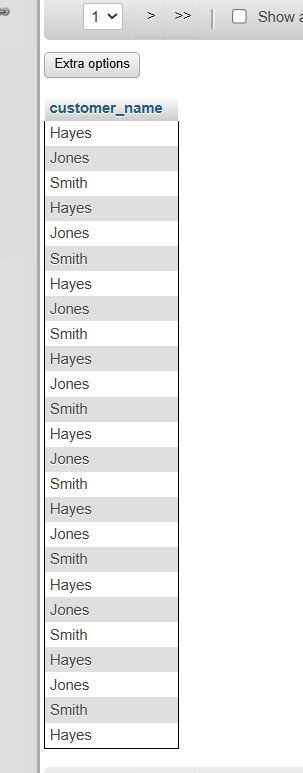 1 > >> Show a
Extra options
customer_name
Hayes
Jones
Smith
Hayes
Jones
Smith
Hayes
Jones
Smith
Hayes
Jones
Smith
Hayes
Jones
Smith
Hayes
Jones
Smith
Hayes
Jones
Smith
Hayes
Jones
Smith
Hayes